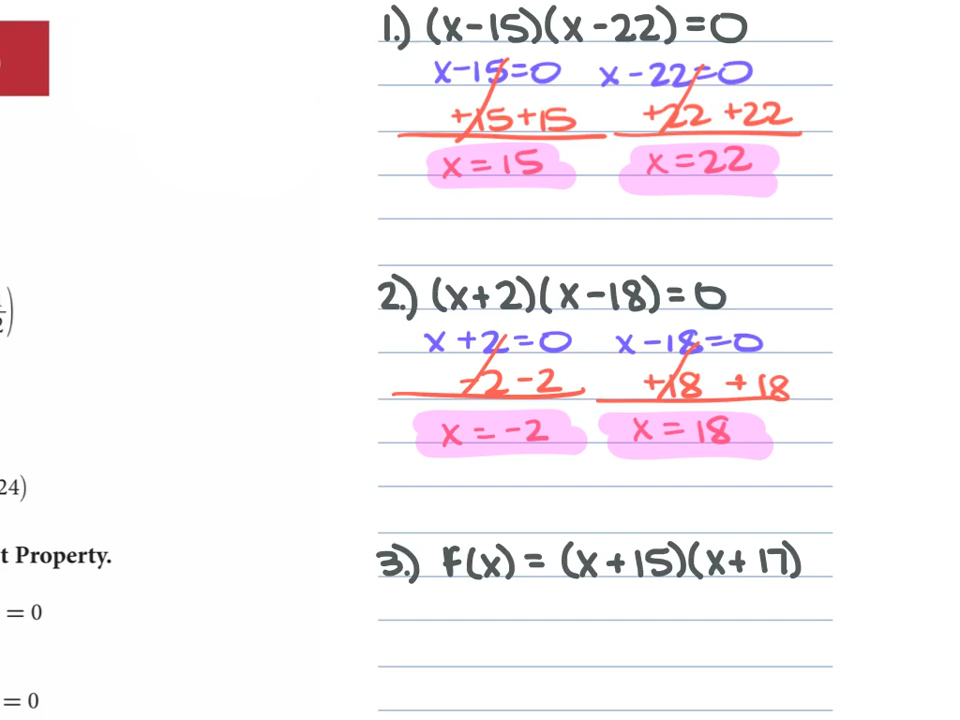 1.) (x-15)(x-22)=0
x-15=0 x-22=0
+15+15 +22 +22
x=15 x=22
2)
2.) (x+2)(x-18)=0
x+2=0 x-18=0
-2 -2 +18 +18
x=-2 x=18
24)
t Property.
3.) F(x) = (x+15)(x+17)
= 0
= 0